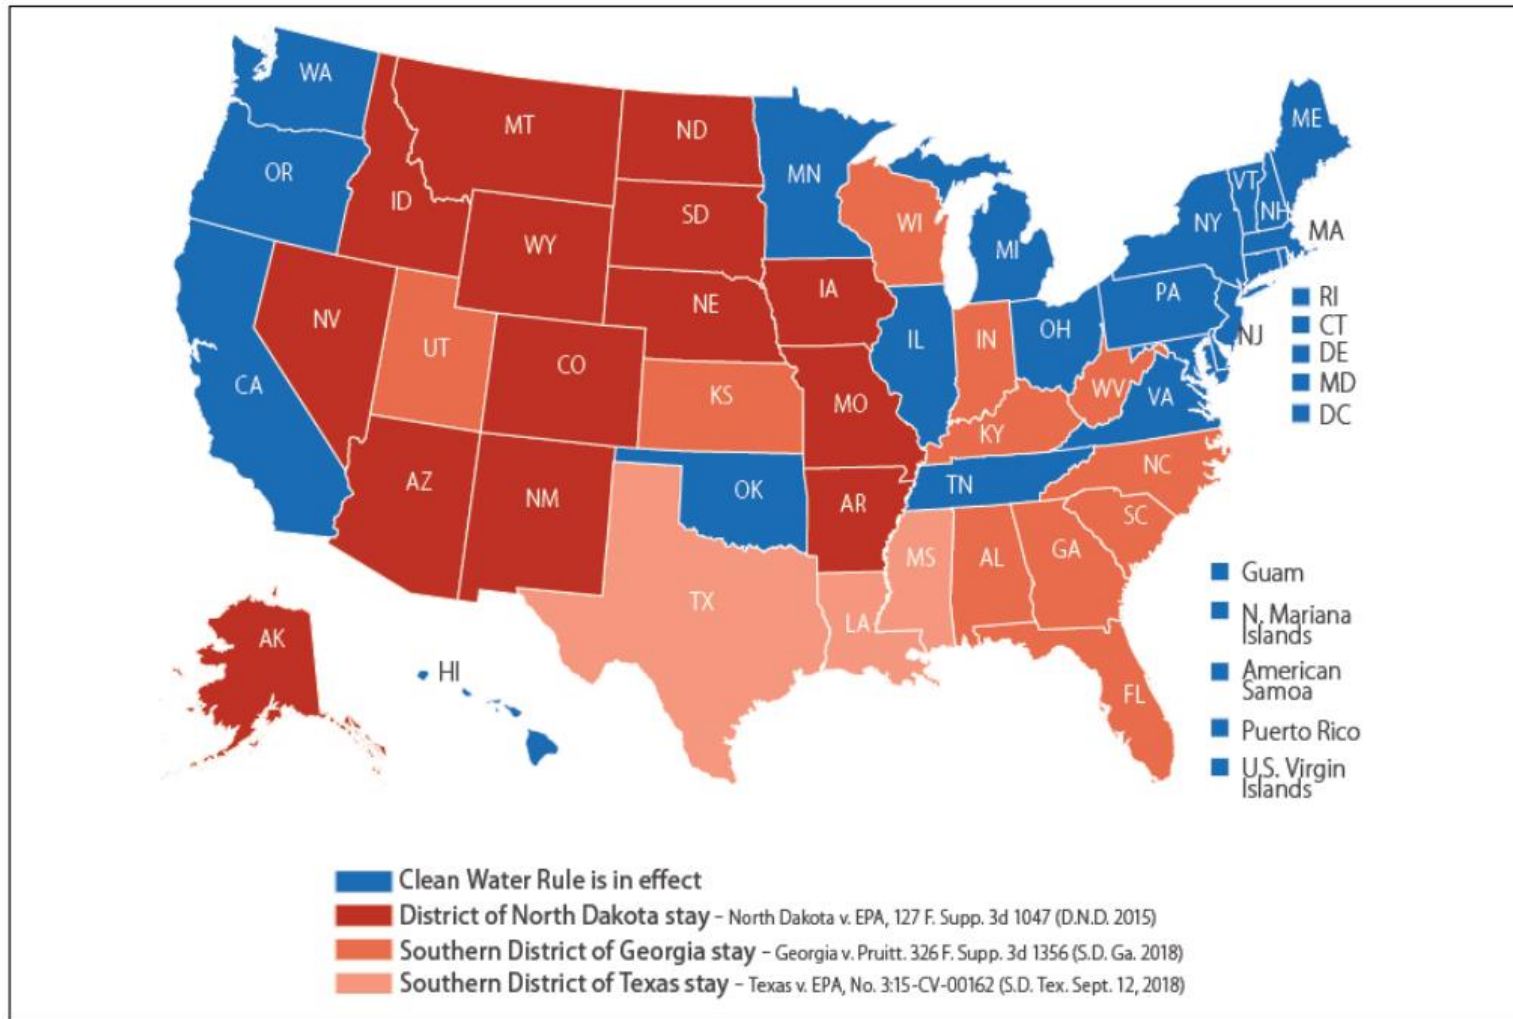 WA
MT
ND
ME
OR
MN
VT
ID
SD
WI
NH
WY
NY
MA
MI
NE
IA
PA
RI
NV
IL
OH
NJ
CT
UT
CO
IN
DE
CA
KS
MO
WV
VA
MD
KY
DC
AZ
NM
OK
TN
NC
AR
SC
MS
AL
GA
TX
LA
Guam
AK
N. Mariana
Islands
HI
American
Samoa
FL
Puerto Rico
U.S. Virgin
Islands
Clean Water Rule is in effect
District of North Dakota stay – North Dakota v. EPA, 127 F. Supp. 3d 1047 (D.N.D. 2015)
Southern District of Georgia stay – Georgia v. Pruitt. 326 F. Supp. 3d 1356 (S.D. Ga. 2018)
Southern District of Texas stay – Texas v. EPA, No. 3:15-CV-00162 (S.D. Tex. Sept. 12, 2018)